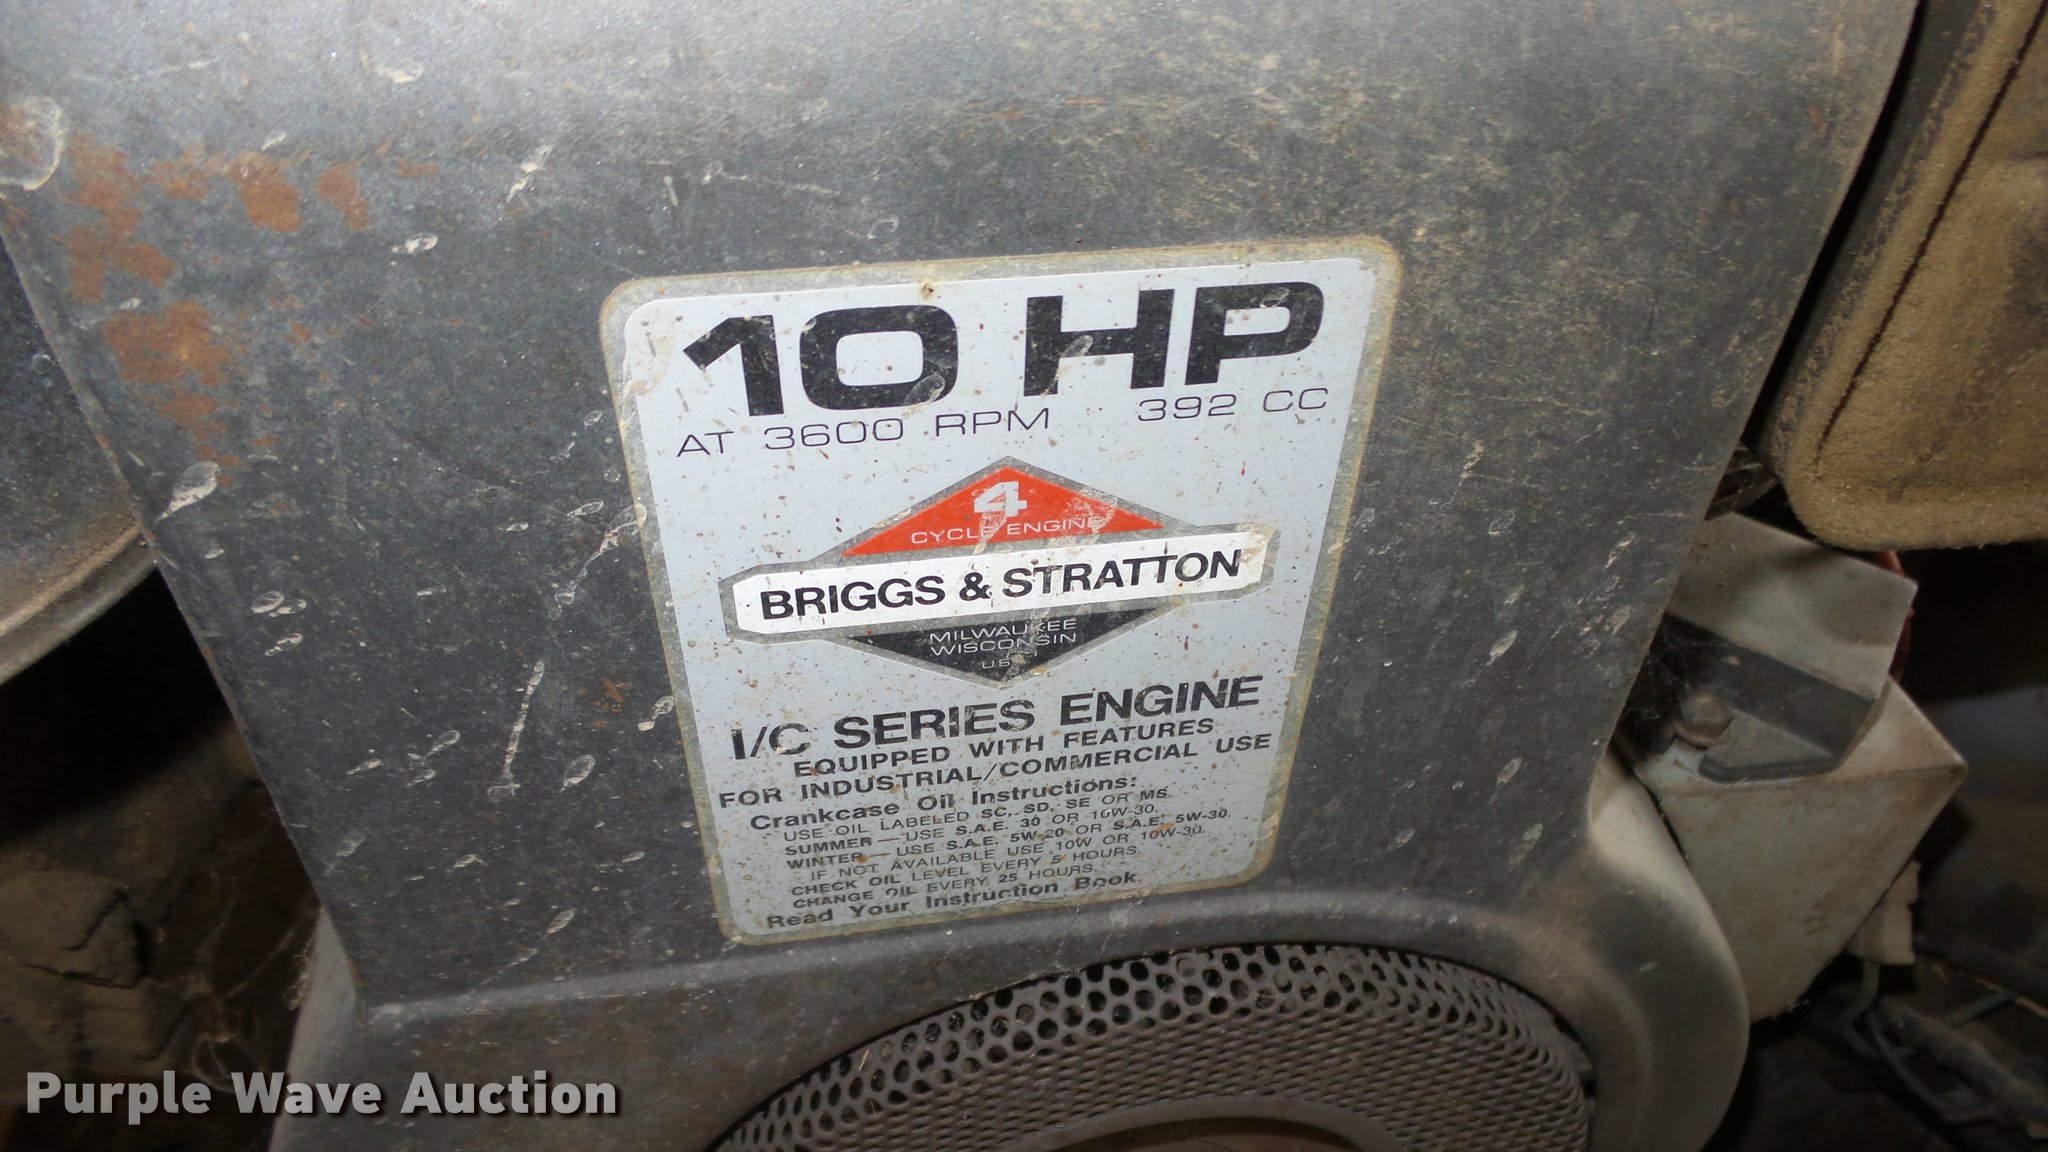 10 HP
AT 3600 RPM 392 CC
4
CYCLE ENGINE
BRIGGS & STRATTON
MILWAUKEE
WISCONSIN
U.S.
I/C SERIES ENGINE
EQUIPPED WITH FEATURES
FOR INDUSTRIAL/COMMERCIAL USE
Crankcase Oil Instructions:
USE OIL LABELED SC, SD, SE OR MS.
SUMMER — USE S.A.E. 30 OR 10W-30.
WINTER — USE S.A.E. 5W-20 OR S.A.E. 5W-30.
IF NOT AVAILABLE USE 10W OR 10W-30.
CHECK OIL LEVEL EVERY 5 HOURS.
CHANGE OIL EVERY 25 HOURS.
Read Your Instruction Book
Purple Wave Auction